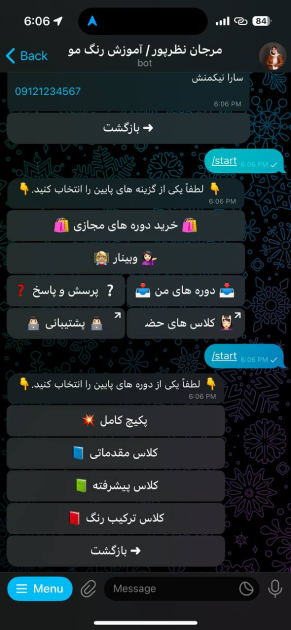 6:06
84
Back
مرجان نظرپور / آموزش رنگ مو
bot
سارا نیکمنش
09121234567
6:06 PM
➜ بازگشت
/start 6:06 PM
👇 لطفاً یکی از گزینه های پایین را انتخاب کنید.👇
6:06 PM
🛍️ خرید دوره های مجازی 🛍️
💁🏻‍♀️ وبینار 👩🏼‍🏫
📥 دوره های من 📥
❔ پرسش و پاسخ ❓
💆🏻‍♀️ کلاس های حضـ
👩🏻‍💻 پشتیبانی 👩🏻‍💻
/start 6:06 PM
👇 لطفاً یکی از دوره های پایین را انتخاب کنید.👇
6:06 PM
پکیج کامل 💥
کلاس مقدماتی 📘
کلاس پیشرفته 📗
کلاس ترکیب رنگ 📕
➜ بازگشت
Menu
Message